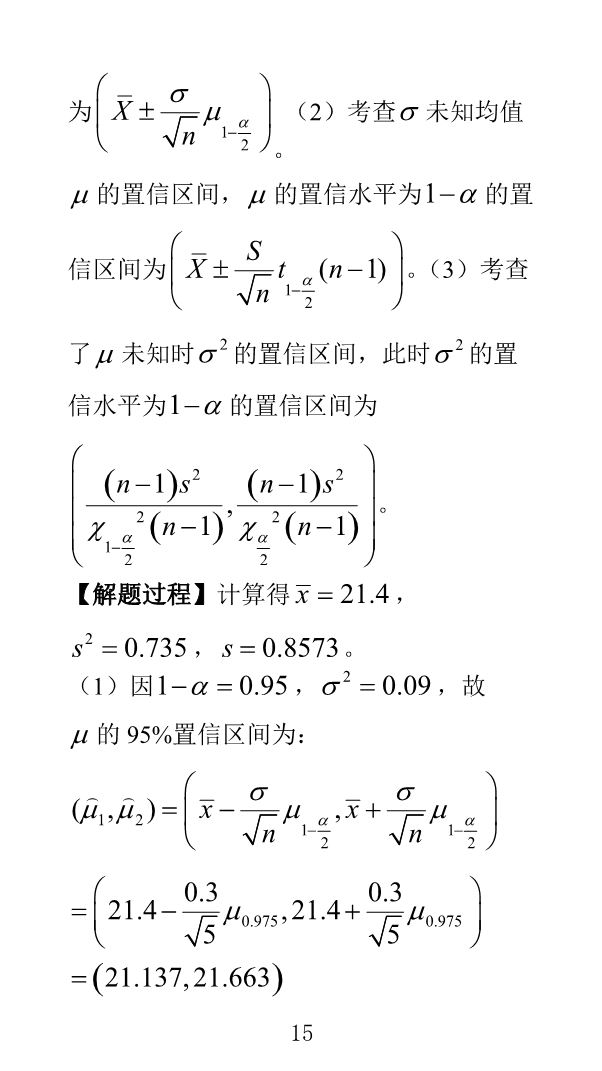 为 $\left( \overline{X} \pm \frac{\sigma}{\sqrt{n}} \mu_{1-\frac{\alpha}{2}} \right)$。（2）考查 $\sigma$ 未知均值
$\mu$ 的置信区间，$\mu$ 的置信水平为 $1-\alpha$ 的置
信区间为 $\left( \overline{X} \pm \frac{S}{\sqrt{n}} t_{1-\frac{\alpha}{2}}(n-1) \right)$。（3）考查
了 $\mu$ 未知时 $\sigma^2$ 的置信区间，此时 $\sigma^2$ 的置
信水平为 $1-\alpha$ 的置信区间为
$\left( \frac{(n-1)s^2}{\chi_{1-\frac{\alpha}{2}}^2(n-1)}, \frac{(n-1)s^2}{\chi_{\frac{\alpha}{2}}^2(n-1)} \right)$。
【解题过程】计算得 $\overline{x} = 21.4$，
$s^2 = 0.735$，$s = 0.8573$。
（1）因 $1-\alpha = 0.95$，$\sigma^2 = 0.09$，故
$\mu$ 的 95%置信区间为：
$(\widehat{\mu}_1, \widehat{\mu}_2) = \left( \overline{x} - \frac{\sigma}{\sqrt{n}} \mu_{1-\frac{\alpha}{2}}, \overline{x} + \frac{\sigma}{\sqrt{n}} \mu_{1-\frac{\alpha}{2}} \right)$
$= \left( 21.4 - \frac{0.3}{\sqrt{5}} \mu_{0.975}, 21.4 + \frac{0.3}{\sqrt{5}} \mu_{0.975} \right)$
$= (21.137, 21.663)$
15